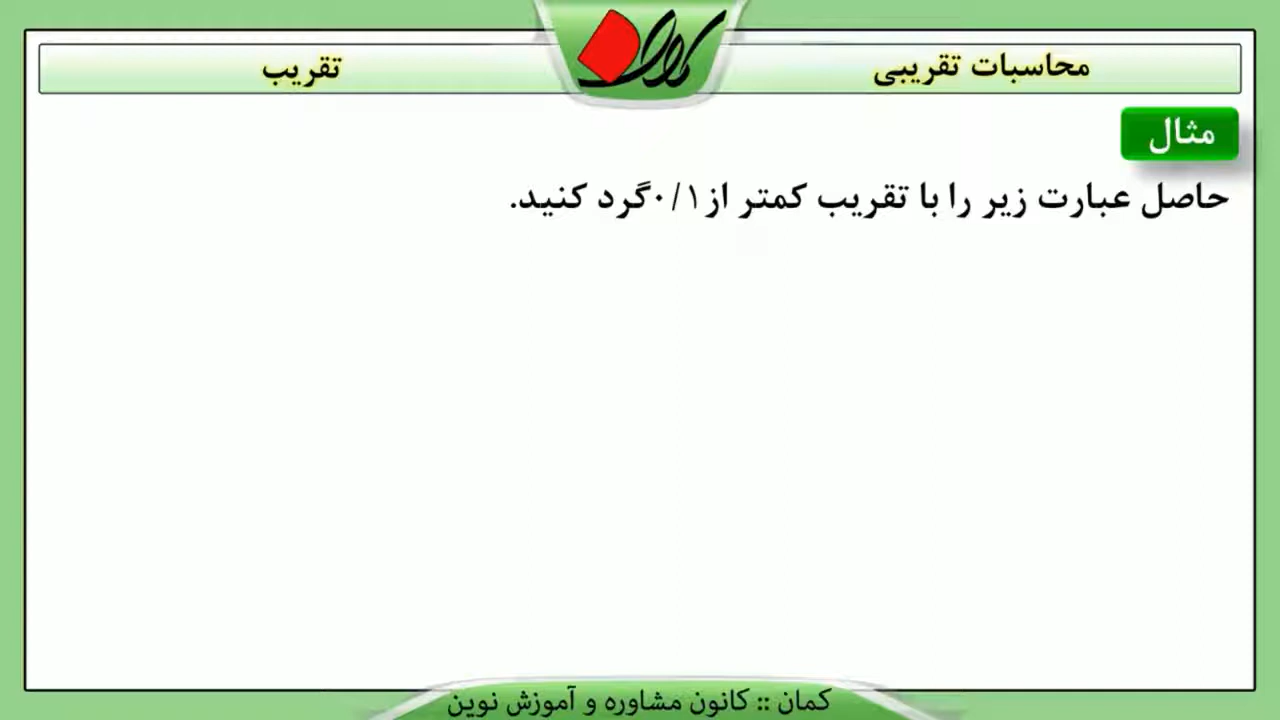 محاسبات تقریبی
کمان
تقریب
مثال
حاصل عبارت زیر را با تقریب کمتر از ۰/۱ گرد کنید.
کمان :: کانون مشاوره و آموزش نوین